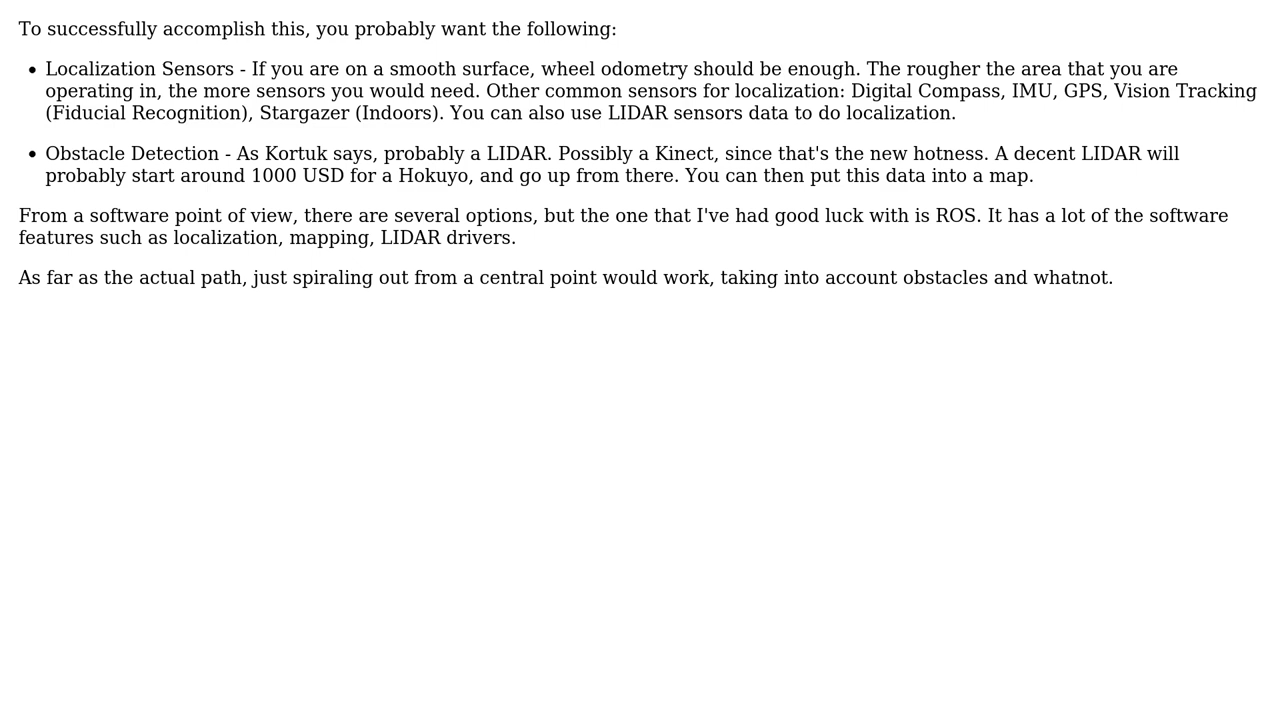 To successfully accomplish this, you probably want the following:
• Localization Sensors - If you are on a smooth surface, wheel odometry should be enough. The rougher the area that you are
operating in, the more sensors you would need. Other common sensors for localization: Digital Compass, IMU, GPS, Vision Tracking
(Fiducial Recognition), Stargazer (Indoors). You can also use LIDAR sensors data to do localization.
• Obstacle Detection - As Kortuk says, probably a LIDAR. Possibly a Kinect, since that's the new hotness. A decent LIDAR will
probably start around 1000 USD for a Hokuyo, and go up from there. You can then put this data into a map.
From a software point of view, there are several options, but the one that I've had good luck with is ROS. It has a lot of the software
features such as localization, mapping, LIDAR drivers.
As far as the actual path, just spiraling out from a central point would work, taking into account obstacles and whatnot.